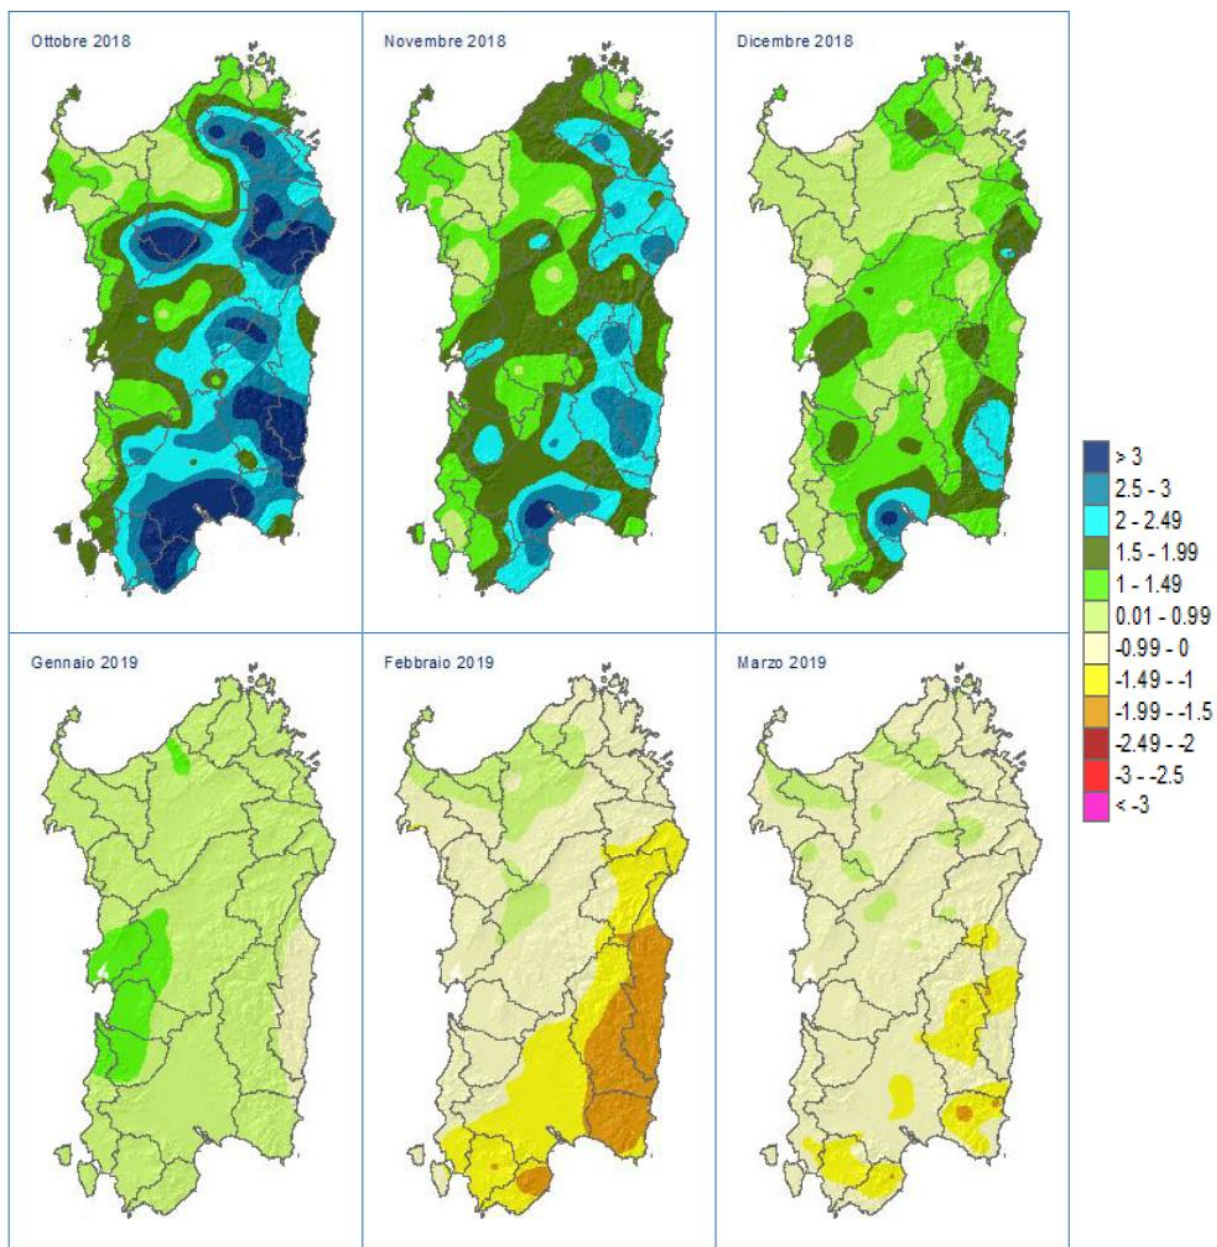 Ottobre 2018
Novembre 2018
Dicembre 2018
Gennaio 2019
Febbraio 2019
Marzo 2019
> 3
2.5 - 3
2 - 2.49
1.5 - 1.99
1 - 1.49
0.01 - 0.99
-0.99 - 0
-1.49 - -1
-1.99 - -1.5
-2.49 - -2
-3 - -2.5
< -3